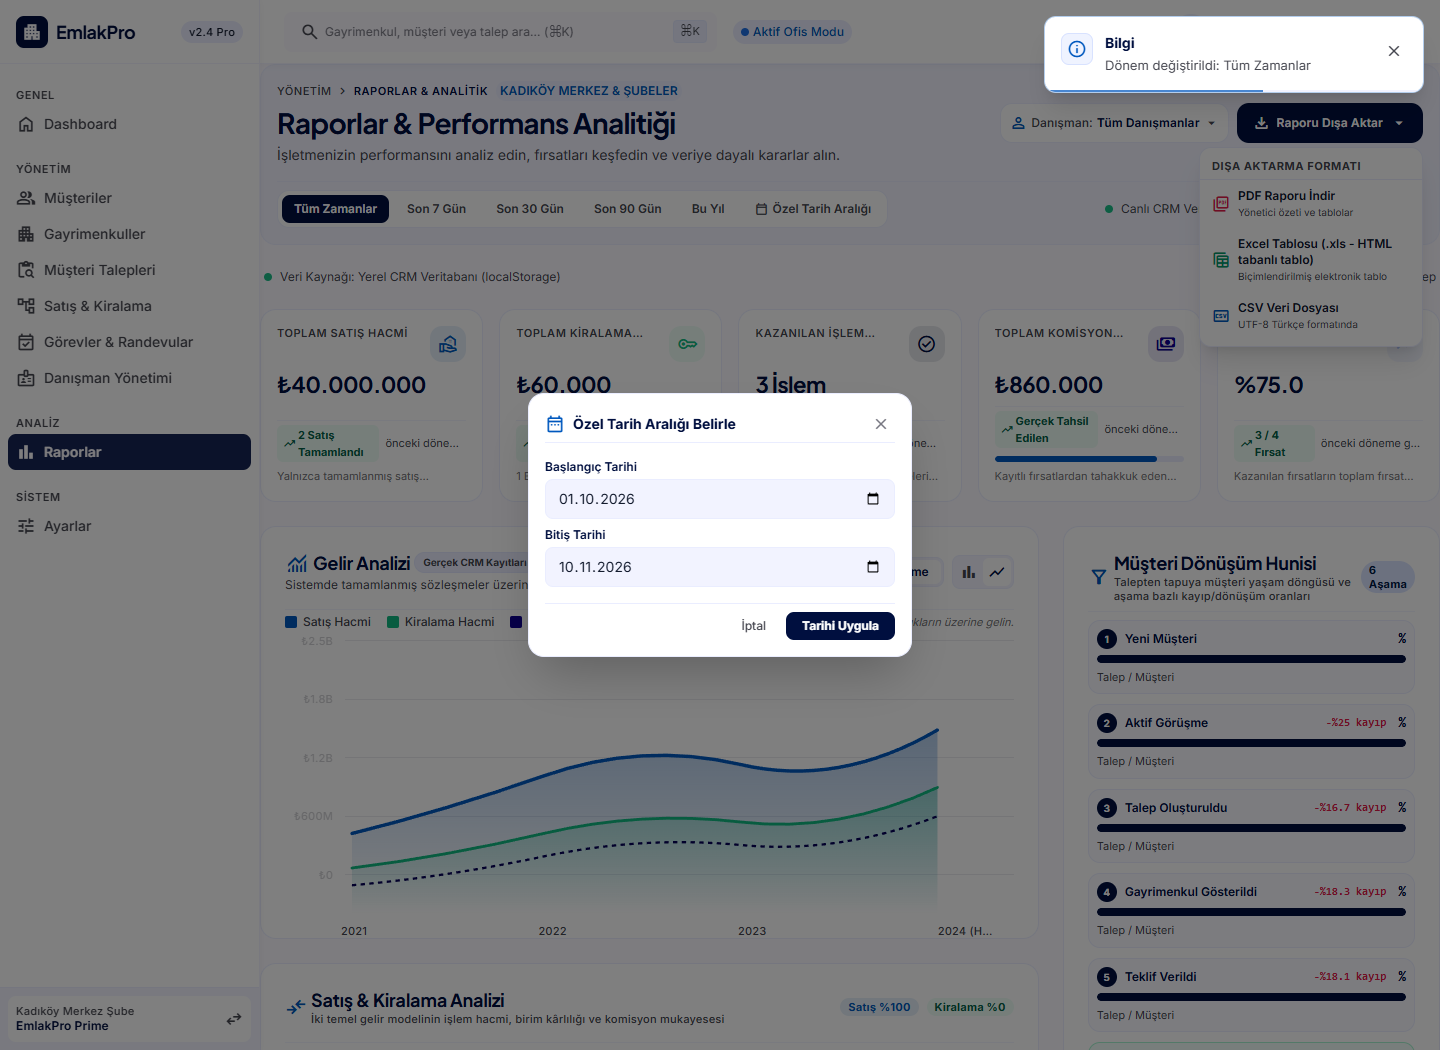 EmlakPro
v2.4 Pro
Gayrimenkul, müşteri veya talep ara... (⌘K)
⌘K
Aktif Ofis Modu
Bilgi
Dönem değiştirildi: Tüm Zamanlar
GENEL
Dashboard
YÖNETİM
Müşteriler
Gayrimenkuller
Müşteri Talepleri
Satış & Kiralama
Görevler & Randevular
Danışman Yönetimi
ANALİZ
Raporlar
SİSTEM
Ayarlar
Kadıköy Merkez Şube
EmlakPro Prime
YÖNETİM
RAPORLAR & ANALİTİK
KADIKÖY MERKEZ & ŞUBELER
Raporlar & Performans Analitiği
İşletmenizin performansını analiz edin, fırsatları keşfedin ve veriye dayalı kararlar alın.
Danışman: Tüm Danışmanlar
Raporu Dışa Aktar
Tüm Zamanlar
Son 7 Gün
Son 30 Gün
Son 90 Gün
Bu Yıl
Özel Tarih Aralığı
Canlı CRM Ve
DIŞA AKTARMA FORMATI
PDF Raporu İndir
Yönetici özeti ve tablolar
Excel Tablosu (.xls - HTML
tabanlı tablo)
Biçimlendirilmiş elektronik tablo
CSV Veri Dosyası
UTF-8 Türkçe formatında
Veri Kaynağı: Yerel CRM Veritabanı (localStorage)
ep
TOPLAM SATIŞ HACMİ
₺40.000.000
2 Satış
Tamamlandı
önceki döne...
Yalnızca tamamlanmış satış...
TOPLAM KİRALAMA...
₺60.000
KAZANILAN İŞLEM...
3 İşlem
TOPLAM KOMİSYON...
₺860.000
Gerçek Tahsil
Edilen
önceki döne...
Kayıtlı fırsatlardan tahakkuk eden...
%75.0
3 / 4
Fırsat
önceki döneme g...
Kazanılan fırsatların toplam fırsat...
Özel Tarih Aralığı Belirle
Başlangıç Tarihi
01.10.2026
Bitiş Tarihi
10.11.2026
İptal
Tarihi Uygula
Gelir Analizi
Gerçek CRM Kayıtları
Sistemde tamamlanmış sözleşmeler üzerin
me
Satış Hacmi
Kiralama Hacmi
kların üzerine gelin.
₺2.5B
₺1.8B
₺1.2B
₺600M
₺0
2021
2022
2023
2024 (H...
Müşteri Dönüşüm Hunisi
Talepten tapuya müşteri yaşam döngüsü ve
aşama bazlı kayıp/dönüşüm oranları
6
Aşama
1
Yeni Müşteri
%
Talep / Müşteri
2
Aktif Görüşme
-%25 kayıp
%
Talep / Müşteri
3
Talep Oluşturuldu
-%16.7 kayıp
%
Talep / Müşteri
4
Gayrimenkul Gösterildi
-%18.3 kayıp
%
Talep / Müşteri
5
Teklif Verildi
-%18.1 kayıp
%
Talep / Müşteri
Satış & Kiralama Analizi
İki temel gelir modelinin işlem hacmi, birim kârlılığı ve komisyon mukayesesi
Satış %100
Kiralama %0